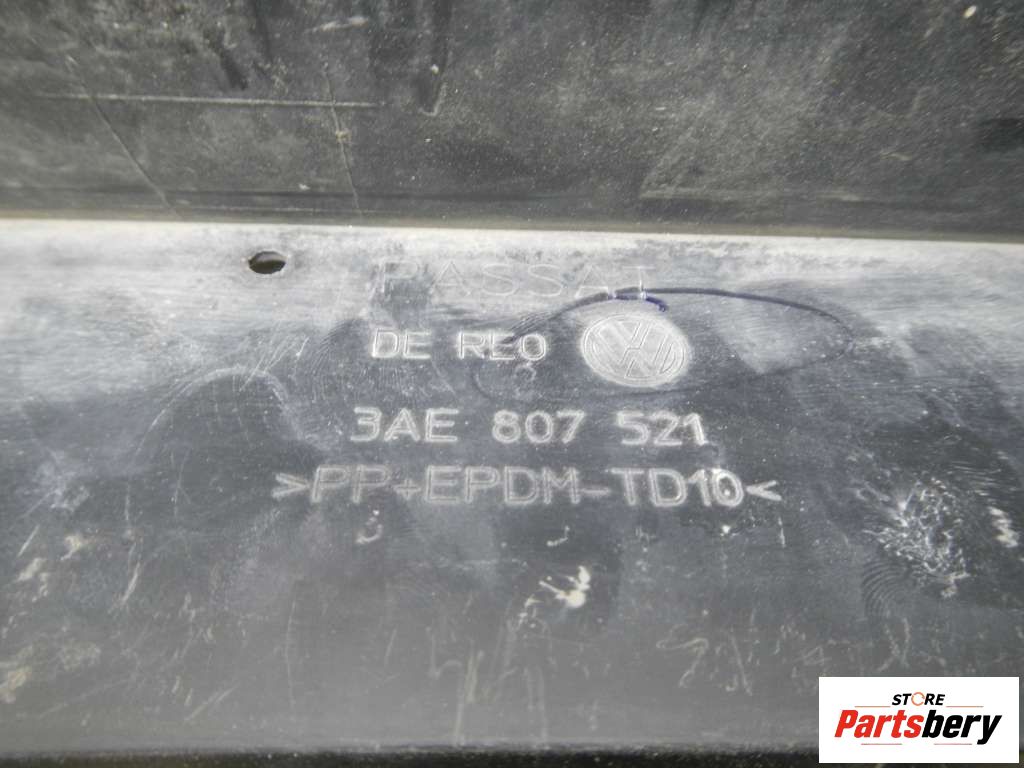 PASSAT
DE REO
3AE 807 521
>PP+EPDM-TD10<
STORE
Partsbery